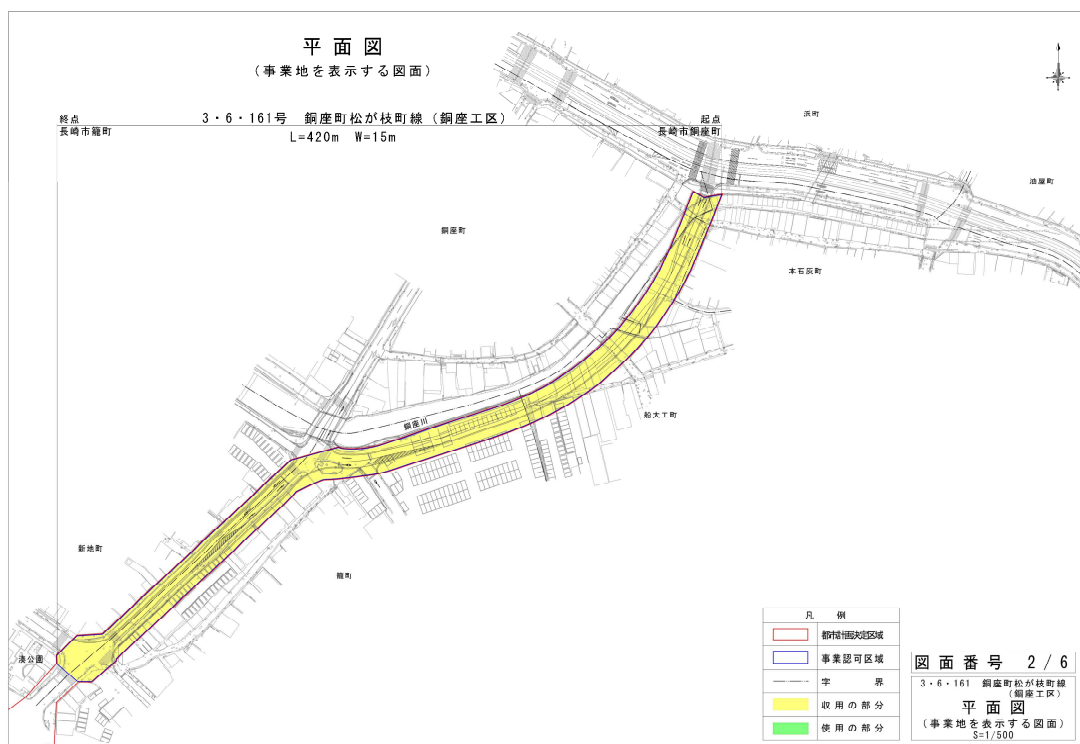 平面図
(事業地を表示する図面)
終点
3・6・161号 銅座町松が枝町線(銅座工区)
起点
長崎市籠町
L=420m W=15m
長崎市銅座町
浜町
油屋町
銅座町
本石灰町
船大工町
銅座川
新地町
籠町
湊公園
凡例
都市計画決定区域
事業認可区域
字界
収用の部分
使用の部分
図面番号 2/6
3・6・161 銅座町松が枝町線
(銅座工区)
平面図
(事業地を表示する図面)
S=1/500